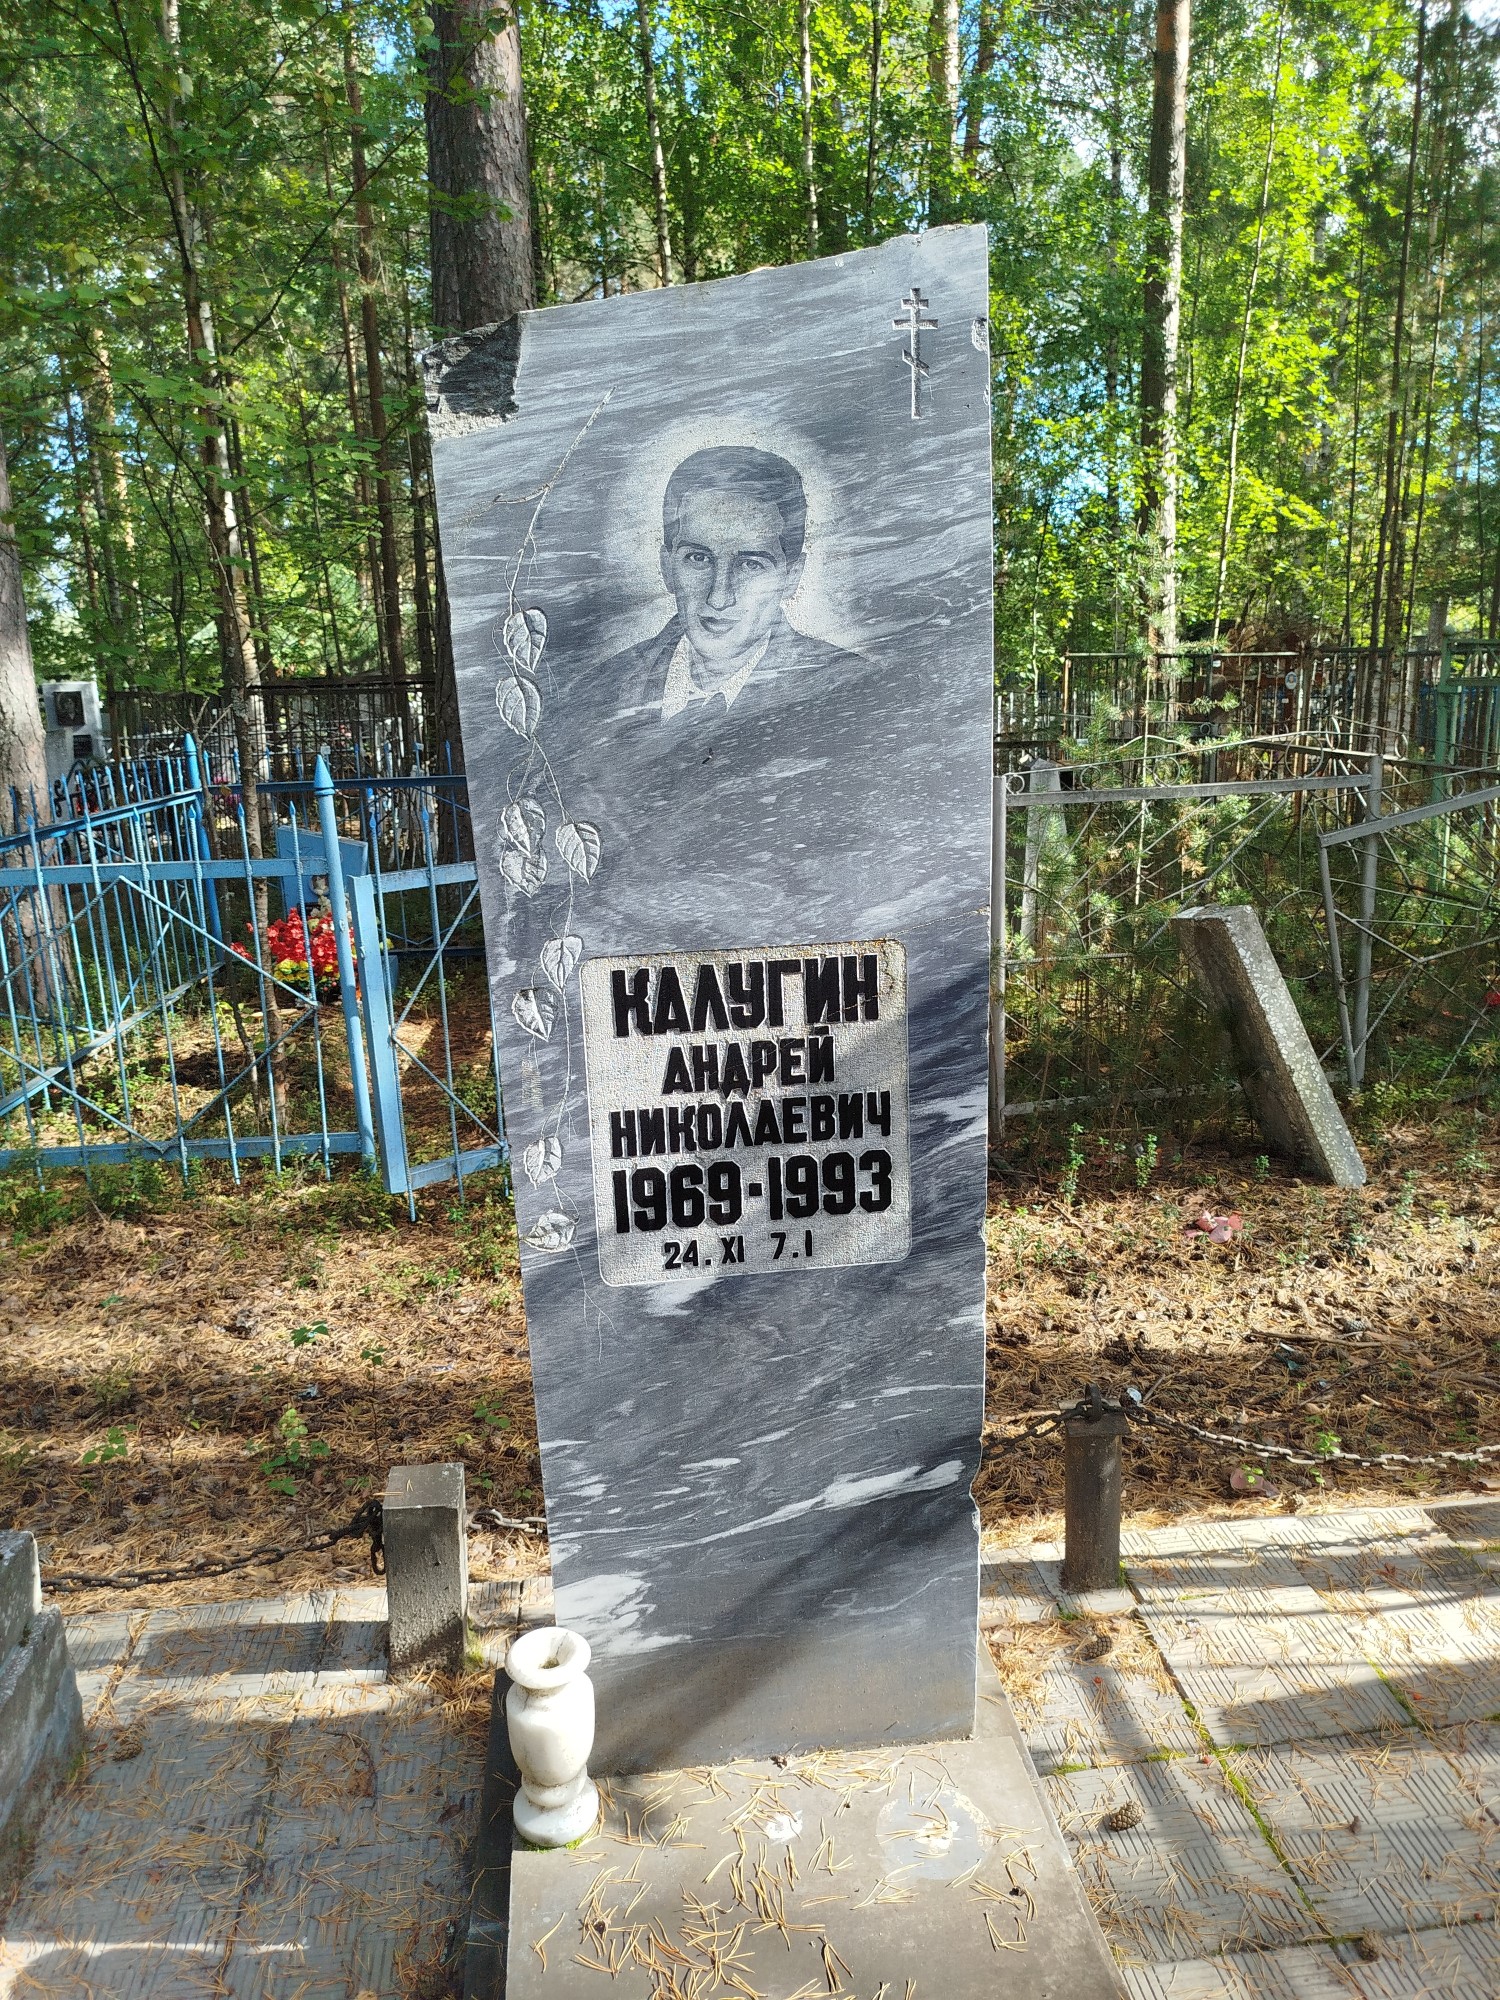 КАЛУГИН
АНДРЕЙ
НИКОЛАЕВИЧ
1969-1993
24.XI 7.I